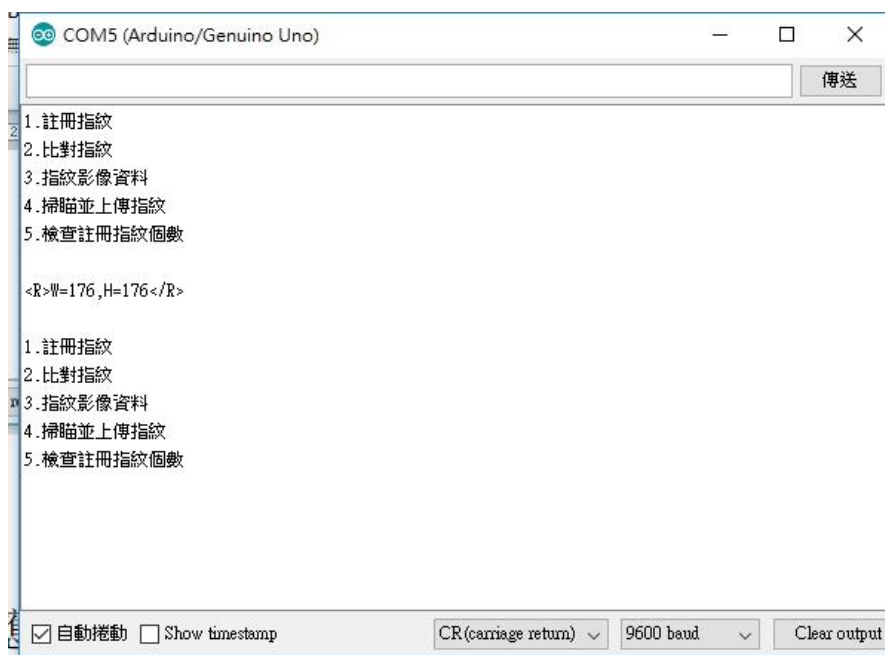 COM5 (Arduino/Genuino Uno)
傳送
1.註冊指紋
2.比對指紋
3.指紋影像資料
4.掃瞄並上傳指紋
5.檢查註冊指紋個數
<R>W=176,H=176</R>
1.註冊指紋
2.比對指紋
3.指紋影像資料
4.掃瞄並上傳指紋
5.檢查註冊指紋個數
自動捲動 Show timestamp CR(carriage return) 9600 baud Clear output